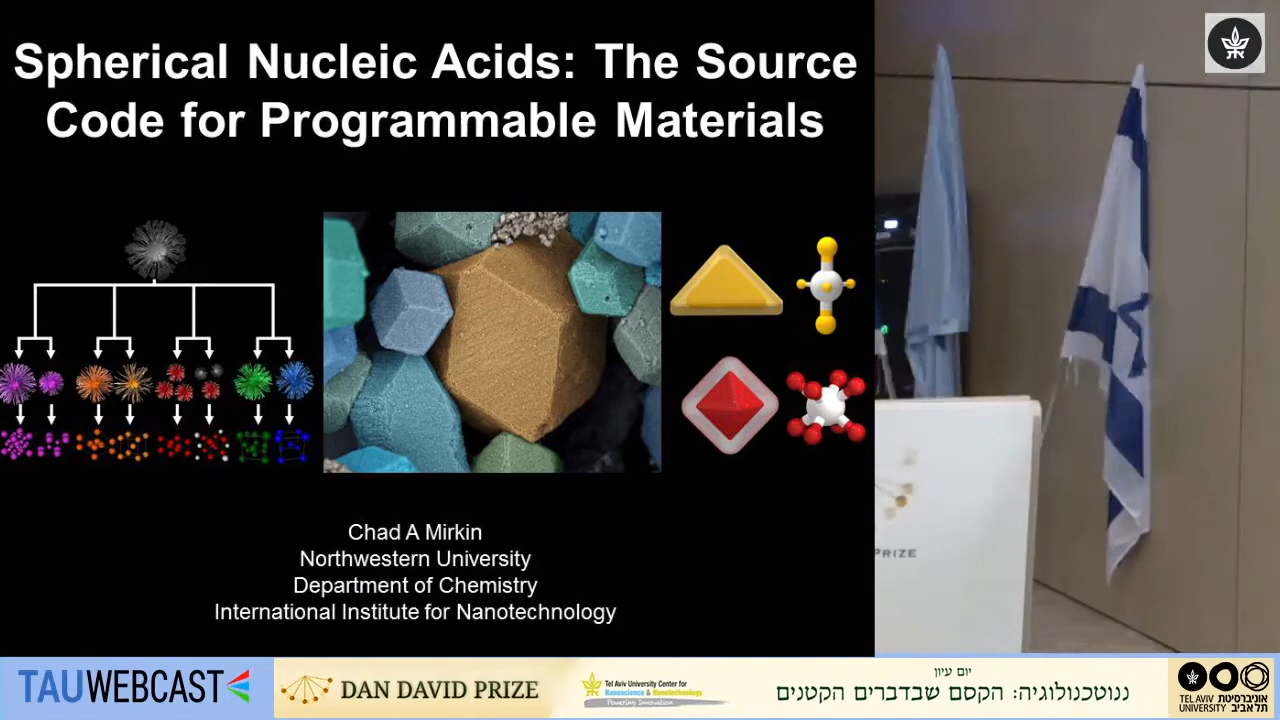 Spherical Nucleic Acids: The Source
Code for Programmable Materials
Chad A Mirkin
Northwestern University
Department of Chemistry
International Institute for Nanotechnology
PRIZE
TAUWEBCAST
DAN DAVID PRIZE
Tel Aviv University Center for
Nanoscience & Nanotechnology
Powering Innovation
יום עיון
ננוטכנולוגיה: הקסם שבדברים הקטנים
TEL AVIV אוניברסיטת
UNIVERSITY תל אביב